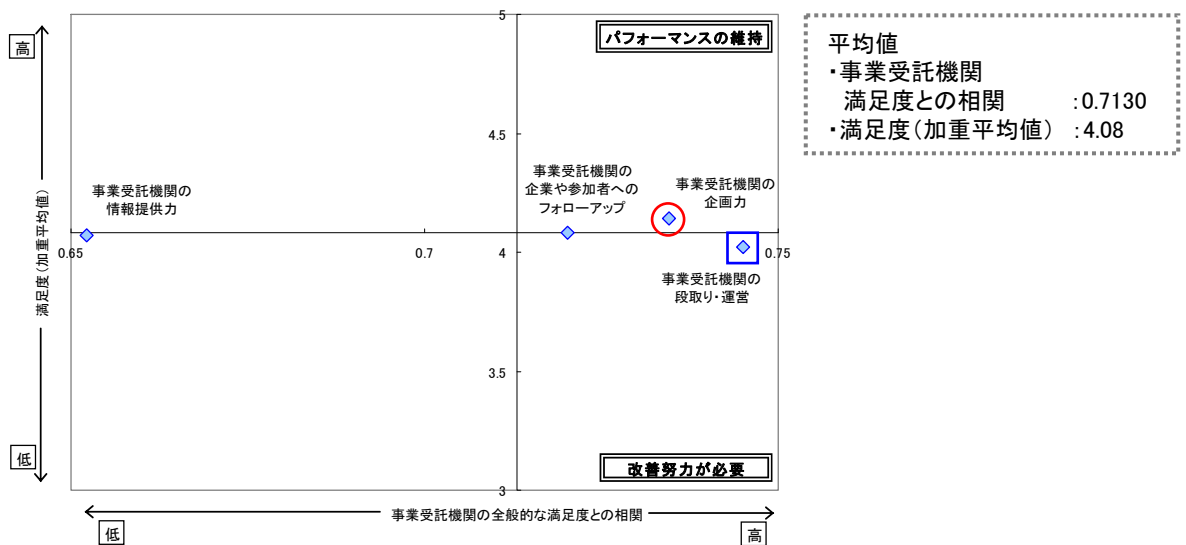 高
満足度(加重平均値)
低
5
4.5
4
3.5
3
パフォーマンスの維持
事業受託機関の
情報提供力
事業受託機関の
企業や参加者への
フォローアップ
事業受託機関の
企画力
0.65
0.7
0.75
事業受託機関の
段取り・運営
改善努力が必要
事業受託機関の全般的な満足度との相関
低
高
平均値
・事業受託機関
満足度との相関 :0.7130
・満足度(加重平均値) :4.08